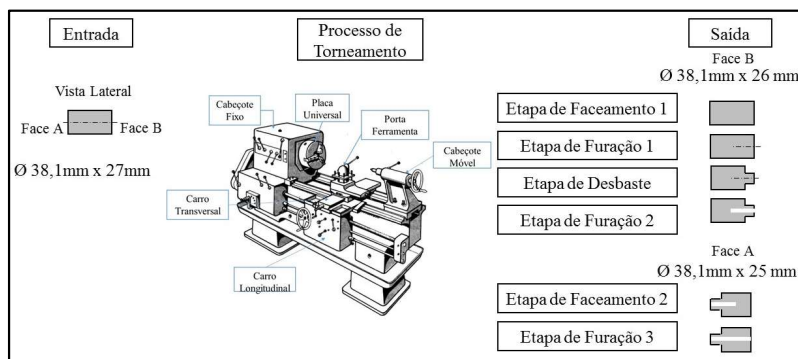 Entrada
Processo de
Torneamento
Saída
Face B
Ø 38,1mm x 26 mm
Vista Lateral
Face A
Face B
Ø 38,1mm x 27mm
Cabeçote
Fixo
Placa
Universal
Porta
Ferramenta
Cabeçote
Móvel
Carro
Transversal
Carro
Longitudinal
Etapa de Faceamento 1
Etapa de Furação 1
Etapa de Desbaste
Etapa de Furação 2
Face A
Ø 38,1mm x 25 mm
Etapa de Faceamento 2
Etapa de Furação 3